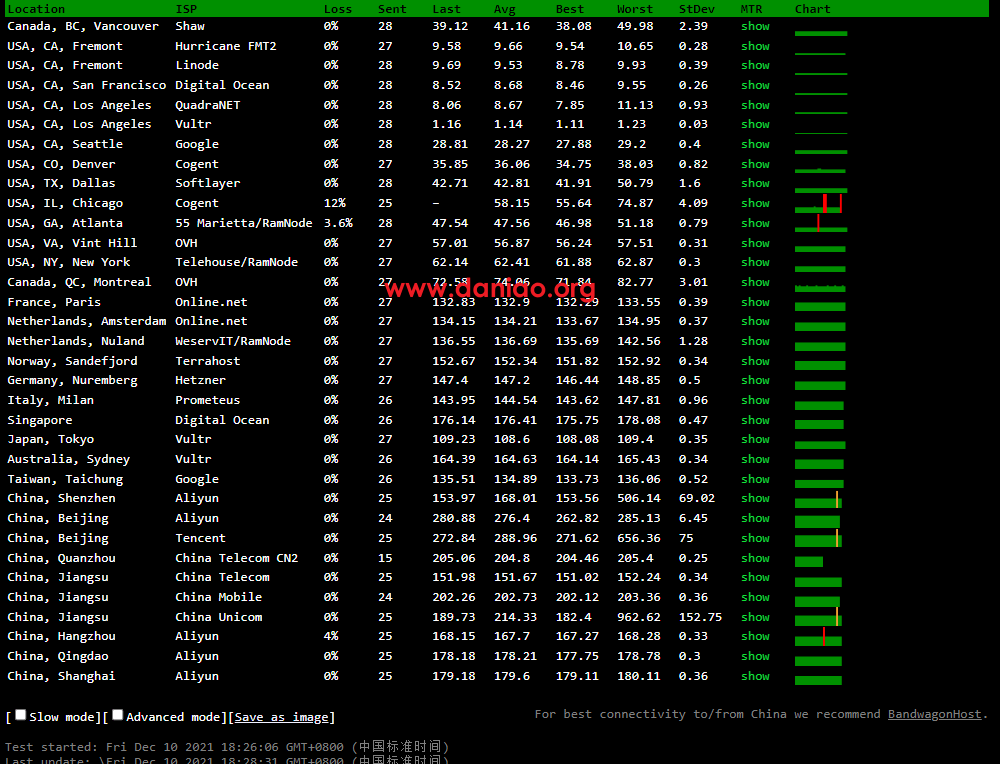 Location ISP Loss Sent Last Avg Best Worst StDev MTR Chart
Canada, BC, Vancouver Shaw 0% 28 39.12 41.16 38.08 49.98 2.39 show
USA, CA, Fremont Hurricane FMT2 0% 27 9.58 9.66 9.54 10.65 0.28 show
USA, CA, Fremont Linode 0% 28 9.69 9.53 8.78 9.93 0.39 show
USA, CA, San Francisco Digital Ocean 0% 28 8.52 8.68 8.46 9.55 0.26 show
USA, CA, Los Angeles QuadraNET 0% 28 8.06 8.67 7.85 11.13 0.93 show
USA, CA, Los Angeles Vultr 0% 28 1.16 1.14 1.11 1.23 0.03 show
USA, CA, Seattle Google 0% 28 28.81 28.27 27.88 29.2 0.4 show
USA, CO, Denver Cogent 0% 27 35.85 36.06 34.75 38.03 0.82 show
USA, TX, Dallas Softlayer 0% 28 42.71 42.81 41.91 50.79 1.6 show
USA, IL, Chicago Cogent 12% 25 – 58.15 55.64 74.87 4.09 show
USA, GA, Atlanta 55 Marietta/RamNode 3.6% 28 47.54 47.56 46.98 51.18 0.79 show
USA, VA, Vint Hill OVH 0% 27 57.01 56.87 56.24 57.51 0.31 show
USA, NY, New York Telehouse/RamNode 0% 27 62.14 62.41 61.88 62.87 0.3 show
Canada, QC, Montreal OVH 0% 27 72.58 74.06 71.84 82.77 3.01 show
www.daniao.org
France, Paris Online.net 0% 27 132.83 132.9 132.29 133.55 0.39 show
Netherlands, Amsterdam Online.net 0% 27 134.15 134.21 133.67 134.95 0.37 show
Netherlands, Nuland WeservIT/RamNode 0% 27 136.55 136.69 135.69 142.56 1.28 show
Norway, Sandefjord Terrahost 0% 27 152.67 152.34 151.82 152.92 0.34 show
Germany, Nuremberg Hetzner 0% 27 147.4 147.2 146.44 148.85 0.5 show
Italy, Milan Prometeus 0% 26 143.95 144.54 143.62 147.81 0.96 show
Singapore Digital Ocean 0% 26 176.14 176.41 175.75 178.08 0.47 show
Japan, Tokyo Vultr 0% 27 109.23 108.6 108.08 109.4 0.35 show
Australia, Sydney Vultr 0% 26 164.39 164.63 164.14 165.43 0.34 show
Taiwan, Taichung Google 0% 26 135.51 134.89 133.73 136.06 0.52 show
China, Shenzhen Aliyun 0% 25 153.97 168.01 153.56 506.14 69.02 show
China, Beijing Aliyun 0% 24 280.88 276.4 262.82 285.13 6.45 show
China, Beijing Tencent 0% 25 272.84 288.96 271.62 656.36 75 show
China, Quanzhou China Telecom CN2 0% 15 205.06 204.8 204.46 205.4 0.25 show
China, Jiangsu China Telecom 0% 25 151.98 151.67 151.02 152.24 0.34 show
China, Jiangsu China Mobile 0% 24 202.26 202.73 202.12 203.36 0.36 show
China, Jiangsu China Unicom 0% 25 189.73 214.33 182.4 962.62 152.75 show
China, Hangzhou Aliyun 4% 25 168.15 167.7 167.27 168.28 0.33 show
China, Qingdao Aliyun 0% 25 178.18 178.21 177.75 178.78 0.3 show
China, Shanghai Aliyun 0% 25 179.18 179.6 179.11 180.11 0.36 show
[Slow mode][Advanced mode][Save as image]
For best connectivity to/from China we recommend BandwagonHost.
Test started: Fri Dec 10 2021 18:26:06 GMT+0800 (中国标准时间)
Last update: \Fri Dec 10 2021 18:28:31 GMT+0800 (中国标准时间)